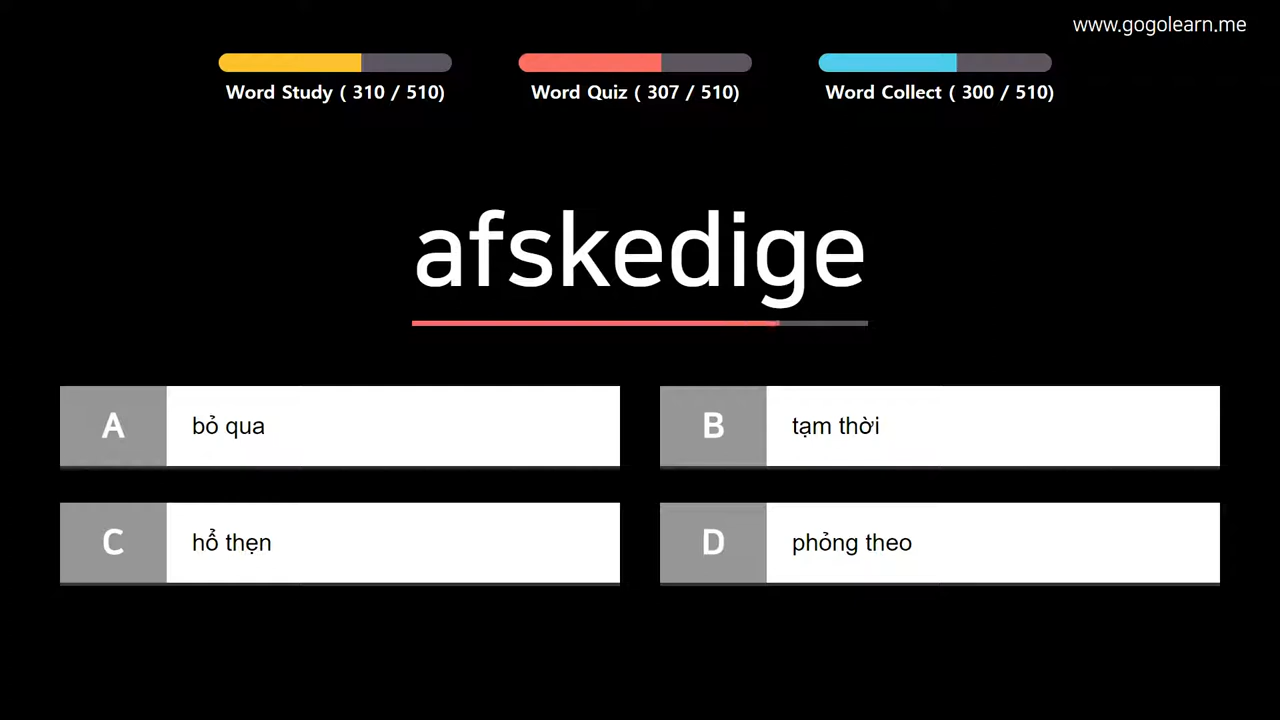 www.gogolearn.me
Word Study ( 310 / 510)
Word Quiz ( 307 / 510)
Word Collect ( 300 / 510)
afskedige
A bỏ qua
B tạm thời
C hổ thẹn
D phỏng theo